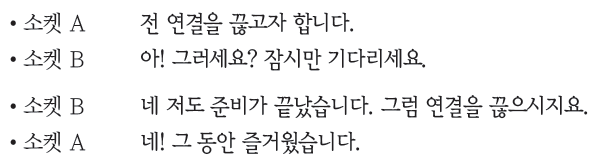 • 소켓 A 전 연결을 끊고자 합니다.
• 소켓 B 아! 그러세요? 잠시만 기다리세요.
• 소켓 B 네 저도 준비가 끝났습니다. 그럼 연결을 끊으시지요.
• 소켓 A 네! 그 동안 즐거웠습니다.